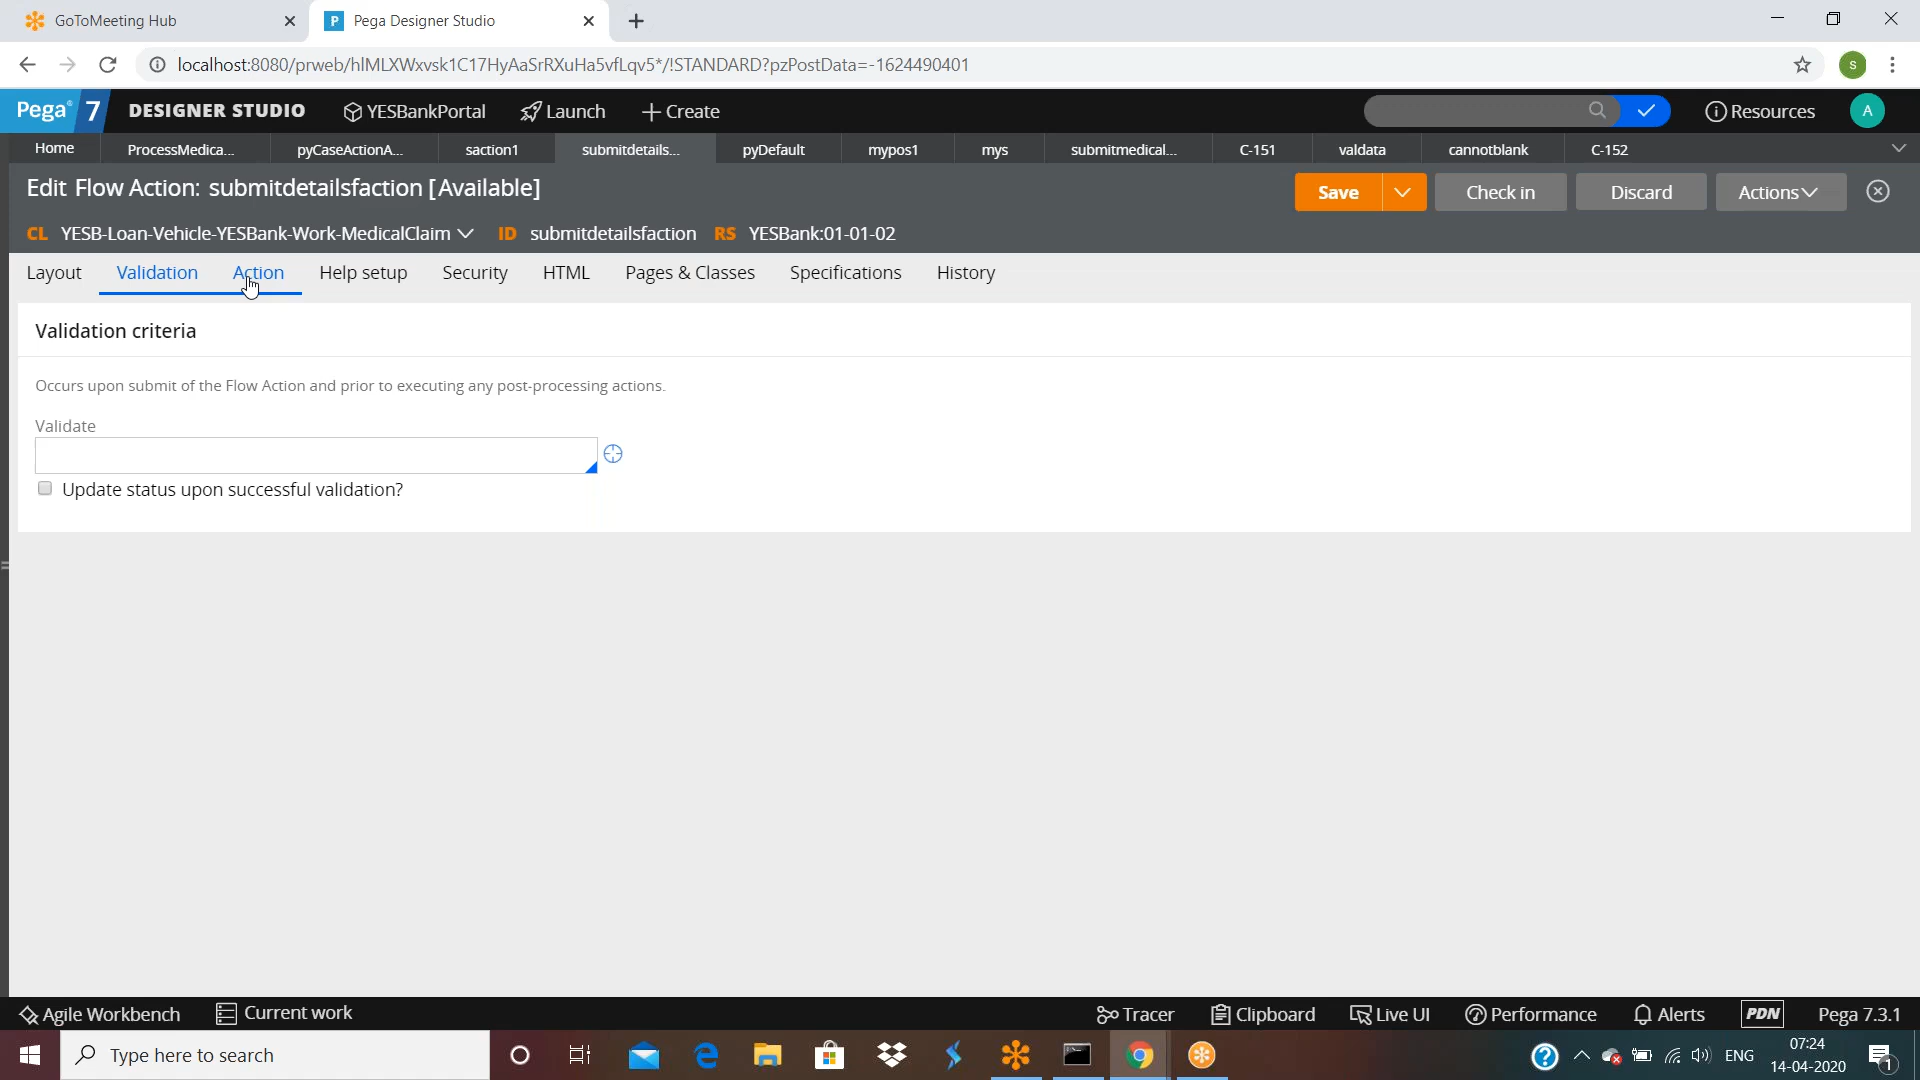 GoToMeeting Hub
P Pega Designer Studio
localhost:8080/prweb/hlMLXWxvsk1C17HyAaSrRXuHa5vfLqv5*/!STANDARD?pzPostData=-1624490401
s
Pega 7 DESIGNER STUDIO YESBankPortal Launch Create Resources A
Home ProcessMedica... pyCaseActionA... saction1 submitdetails... pyDefault mypos1 mys submitmedical... C-151 valdata cannotblank C-152
Edit Flow Action: submitdetailsfaction [Available]
Save Check in Discard Actions
CL YESB-Loan-Vehicle-YESBank-Work-MedicalClaim ID submitdetailsfaction RS YESBank:01-01-02
Layout Validation Action Help setup Security HTML Pages & Classes Specifications History
Validation criteria
Occurs upon submit of the Flow Action and prior to executing any post-processing actions.
Validate
Update status upon successful validation?
Agile Workbench Current work Tracer Clipboard Live UI Performance Alerts PDN Pega 7.3.1
Type here to search
ENG
07:24
14-04-2020
1